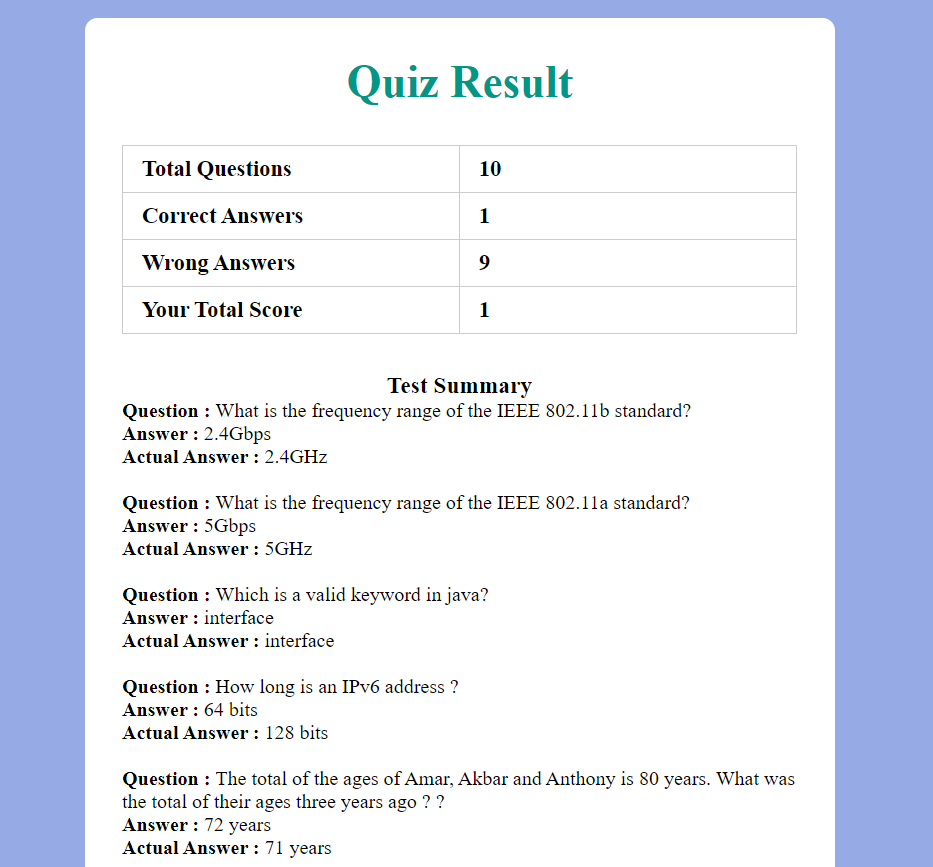 Quiz Result
Total Questions 10
Correct Answers 1
Wrong Answers 9
Your Total Score 1
Test Summary
Question : What is the frequency range of the IEEE 802.11b standard?
Answer : 2.4Gbps
Actual Answer : 2.4GHz
Question : What is the frequency range of the IEEE 802.11a standard?
Answer : 5Gbps
Actual Answer : 5GHz
Question : Which is a valid keyword in java?
Answer : interface
Actual Answer : interface
Question : How long is an IPv6 address ?
Answer : 64 bits
Actual Answer : 128 bits
Question : The total of the ages of Amar, Akbar and Anthony is 80 years. What was
the total of their ages three years ago ? ?
Answer : 72 years
Actual Answer : 71 years